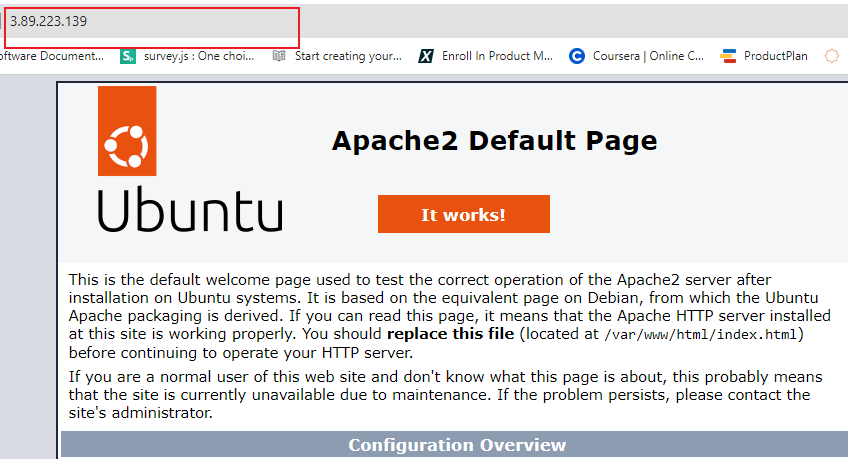 3.89.223.139
oftware Document... survey.js : One choi... Start creating your... Enroll In Product M... Coursera | Online C... ProductPlan
Apache2 Default Page
Ubuntu
It works!
This is the default welcome page used to test the correct operation of the Apache2 server after
installation on Ubuntu systems. It is based on the equivalent page on Debian, from which the Ubuntu
Apache packaging is derived. If you can read this page, it means that the Apache HTTP server installed
at this site is working properly. You should replace this file (located at /var/www/html/index.html)
before continuing to operate your HTTP server.
If you are a normal user of this web site and don't know what this page is about, this probably means
that the site is currently unavailable due to maintenance. If the problem persists, please contact the
site's administrator.
Configuration Overview